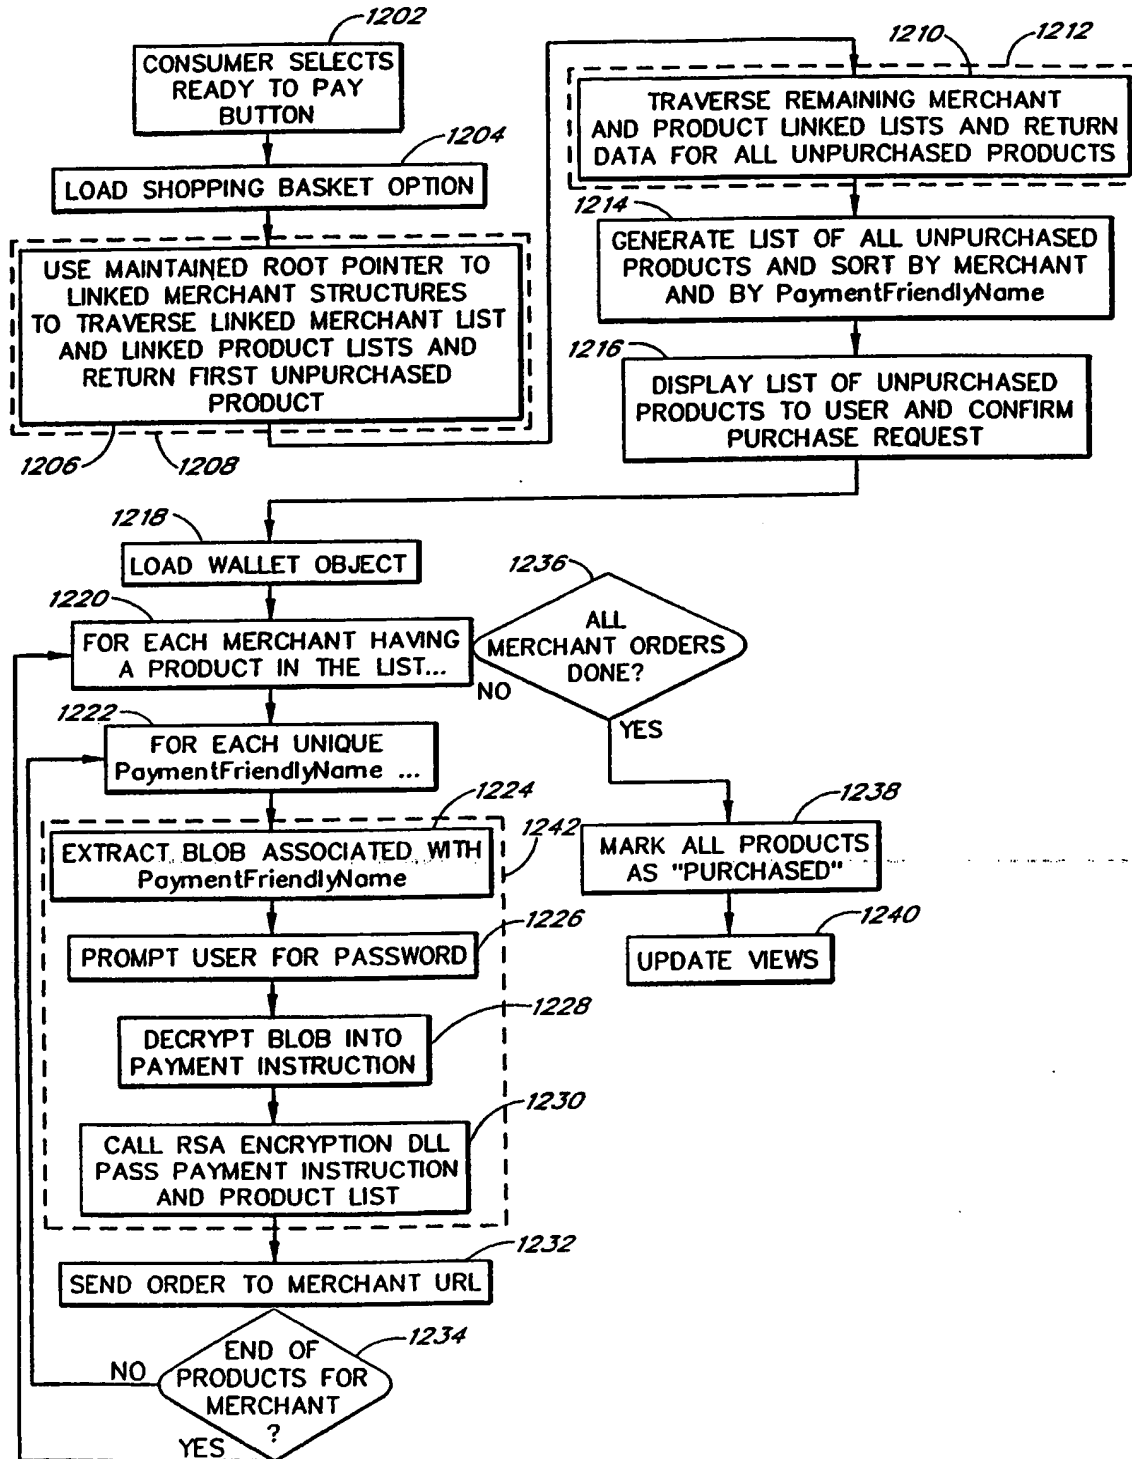 1202
CONSUMER SELECTS
READY TO PAY
BUTTON
1204
LOAD SHOPPING BASKET OPTION
USE MAINTAINED ROOT POINTER TO
LINKED MERCHANT STRUCTURES
TO TRAVERSE LINKED MERCHANT LIST
AND LINKED PRODUCT LISTS AND
RETURN FIRST UNPURCHASED
PRODUCT
1206
1208
1210
1212
TRAVERSE REMAINING MERCHANT
AND PRODUCT LINKED LISTS AND RETURN
DATA FOR ALL UNPURCHASED PRODUCTS
1214
GENERATE LIST OF ALL UNPURCHASED
PRODUCTS AND SORT BY MERCHANT
AND BY PaymentFriendlyName
1216
DISPLAY LIST OF UNPURCHASED
PRODUCTS TO USER AND CONFIRM
PURCHASE REQUEST
1218
LOAD WALLET OBJECT
1220
FOR EACH MERCHANT HAVING
A PRODUCT IN THE LIST...
1236
ALL
MERCHANT ORDERS
DONE?
NO
YES
1222
FOR EACH UNIQUE
PaymentFriendlyName ...
1224
1242
EXTRACT BLOB ASSOCIATED WITH
PaymentFriendlyName
1226
PROMPT USER FOR PASSWORD
1228
DECRYPT BLOB INTO
PAYMENT INSTRUCTION
1230
CALL RSA ENCRYPTION DLL
PASS PAYMENT INSTRUCTION
AND PRODUCT LIST
1232
SEND ORDER TO MERCHANT URL
1234
END OF
PRODUCTS FOR
MERCHANT
?
NO
YES
1238
MARK ALL PRODUCTS
AS "PURCHASED"
1240
UPDATE VIEWS